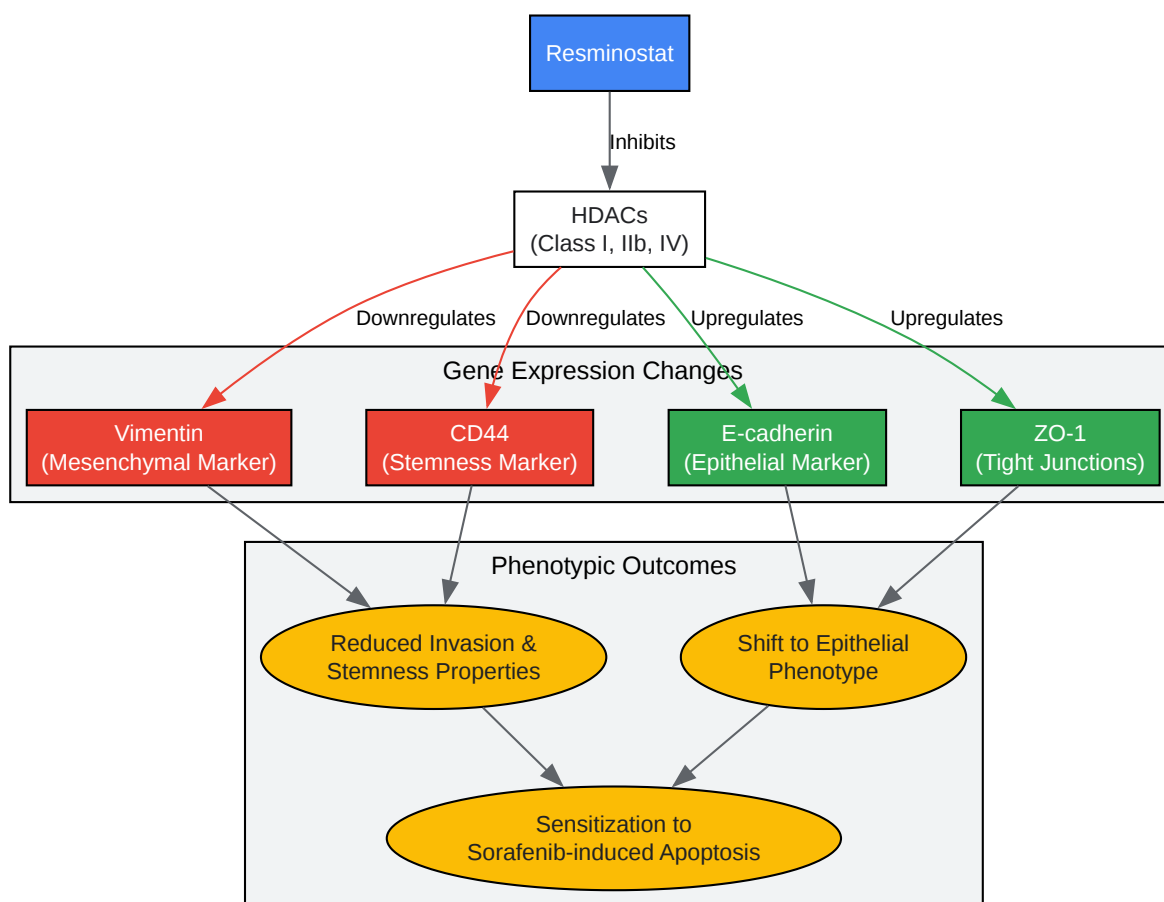 Resminostat
Inhibits
HDACs
(Class I, IIb, IV)
Downregulates
Downregulates
Upregulates
Upregulates
Gene Expression Changes
Vimentin
(Mesenchymal Marker)
CD44
(Stemness Marker)
E-cadherin
(Epithelial Marker)
ZO-1
(Tight Junctions)
Phenotypic Outcomes
Reduced Invasion &
Stemness Properties
Shift to Epithelial
Phenotype
Sensitization to
Sorafenib-induced Apoptosis